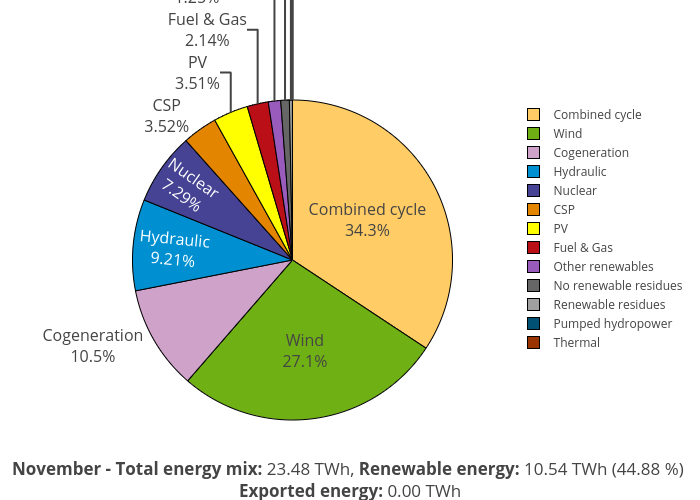 Fuel & Gas
2.14%
PV
3.51%
CSP
3.52%
Nuclear
7.29%
Hydraulic
9.21%
Cogeneration
10.5%
Wind
27.1%
Combined cycle
34.3%
Combined cycle
Wind
Cogeneration
Hydraulic
Nuclear
CSP
PV
Fuel & Gas
Other renewables
No renewable residues
Renewable residues
Pumped hydropower
Thermal
November - Total energy mix: 23.48 TWh, Renewable energy: 10.54 TWh (44.88 %)
Exported energy: 0.00 TWh